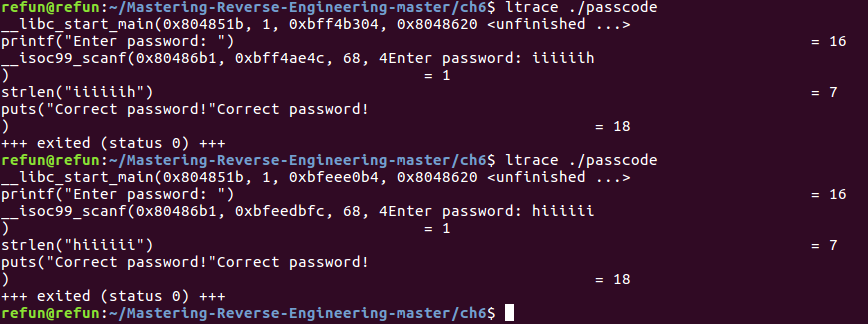 refun@refun:~/Mastering-Reverse-Engineering-master/ch6$ ltrace ./passcode
__libc_start_main(0x804851b, 1, 0xbff4b304, 0x8048620 <unfinished ...>
printf("Enter password: ") = 16
__isoc99_scanf(0x80486b1, 0xbff4ae4c, 68, 4Enter password: iiiiiih
) = 1
strlen("iiiiiih") = 7
puts("Correct password!"Correct password!
) = 18
+++ exited (status 0) +++
refun@refun:~/Mastering-Reverse-Engineering-master/ch6$ ltrace ./passcode
__libc_start_main(0x804851b, 1, 0xbfeee0b4, 0x8048620 <unfinished ...>
printf("Enter password: ") = 16
__isoc99_scanf(0x80486b1, 0xbfeedbfc, 68, 4Enter password: hiiiiii
) = 1
strlen("hiiiiii") = 7
puts("Correct password!"Correct password!
) = 18
+++ exited (status 0) +++
refun@refun:~/Mastering-Reverse-Engineering-master/ch6$